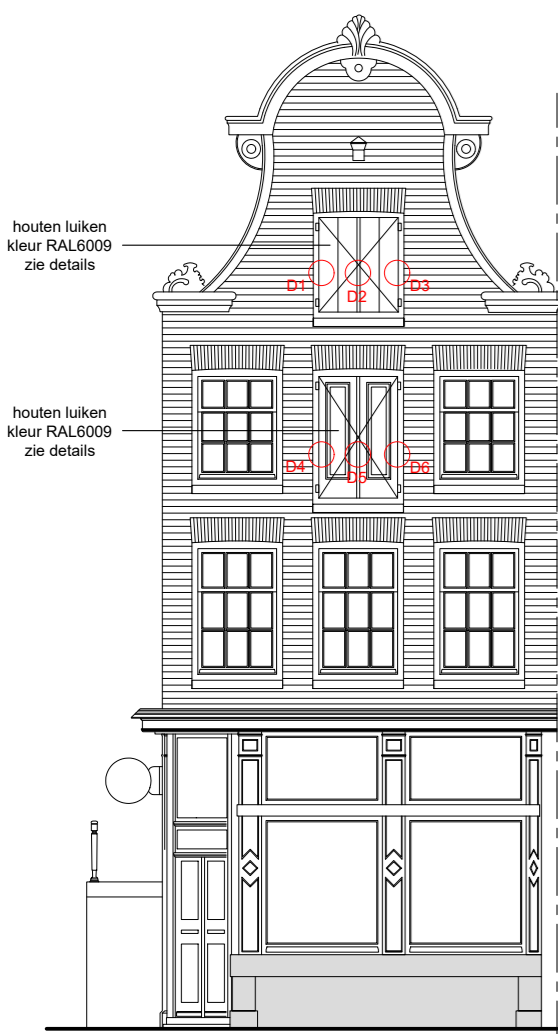 houten luiken
kleur RAL6009
zie details
D1
D2
D3
houten luiken
kleur RAL6009
zie details
D4
D5
D6